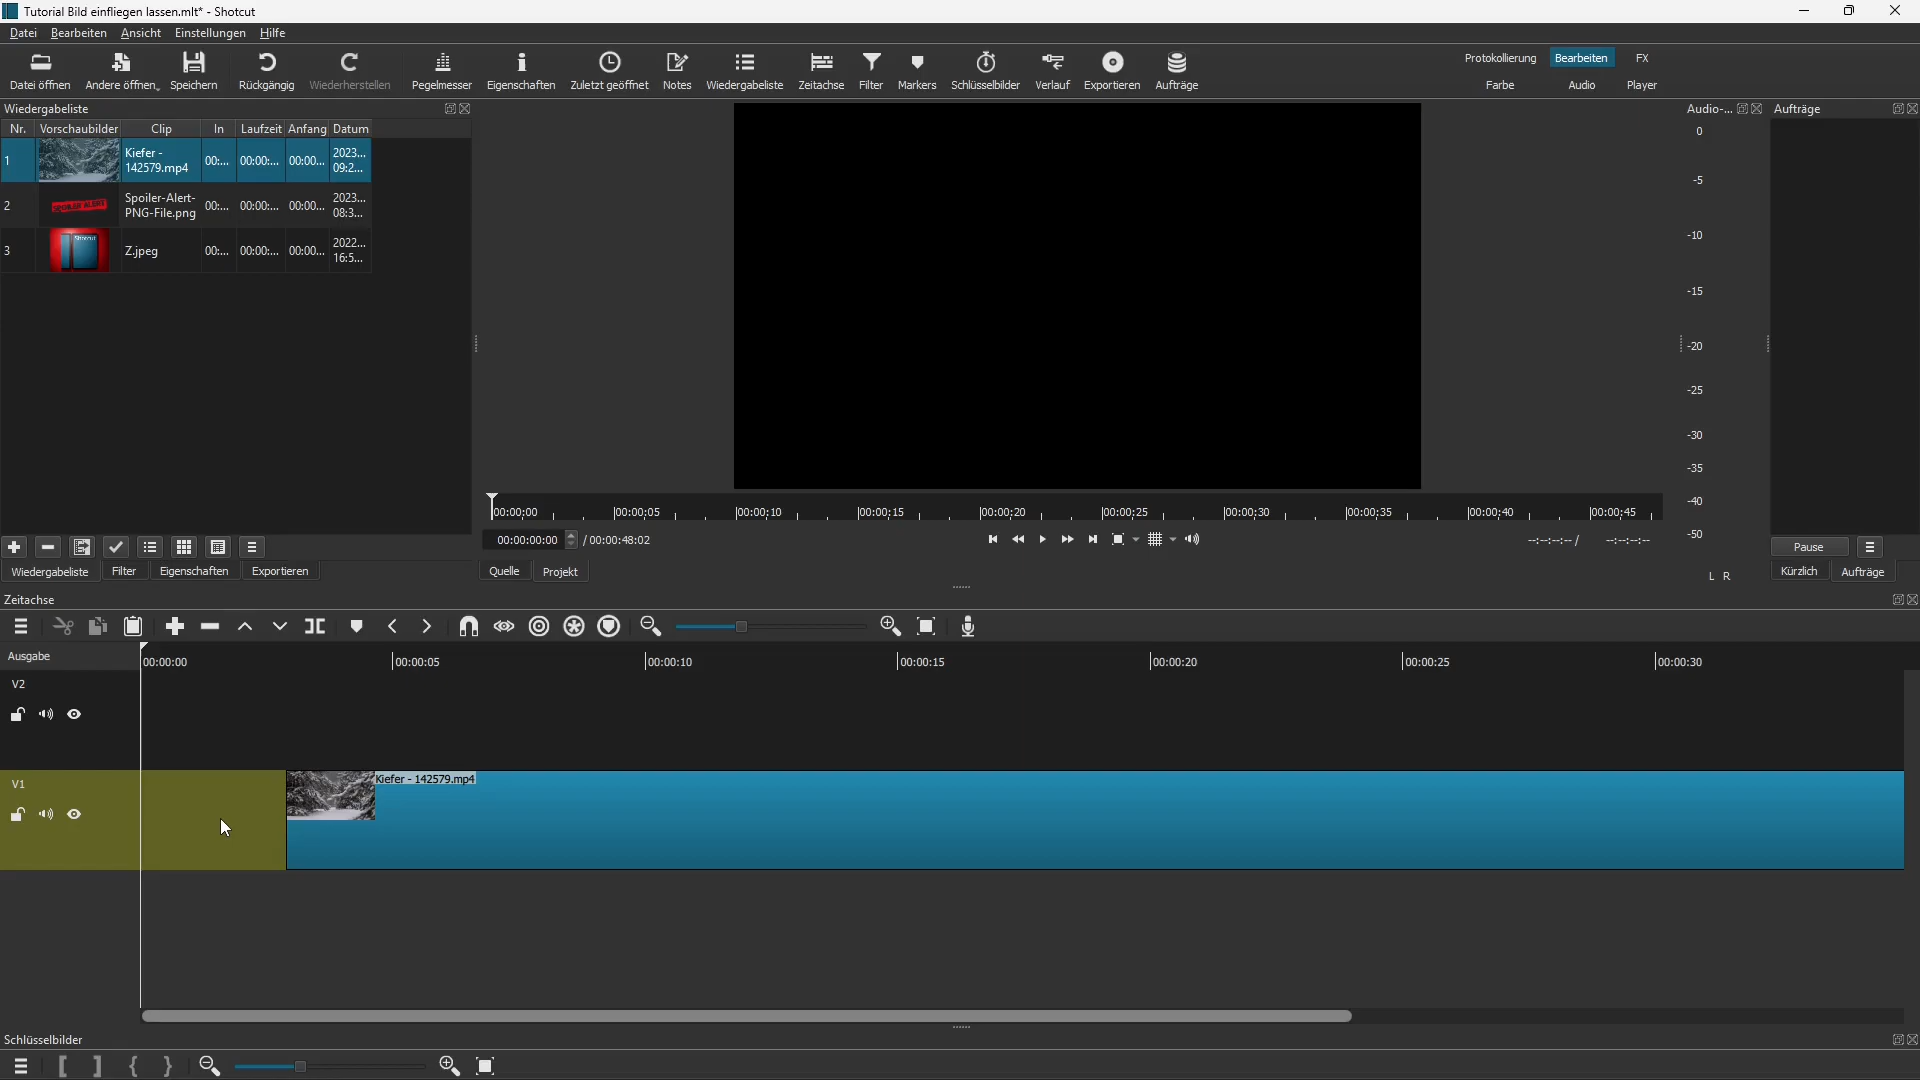 Tutorial Bild einfliegen lassen.mlt* - Shotcut
Datei Bearbeiten Ansicht Einstellungen Hilfe
Datei öffnen Andere öffnen Speichern Rückgängig Wiederherstellen Pegelmesser Eigenschaften Zuletzt geöffnet Notes Wiedergabeliste Zeitachse Filter Markers Schlüsselbilder Verlauf Exportieren Aufträge
Protokollierung Bearbeiten FX
Farbe Audio Player
Wiedergabeliste
Nr. Vorschaubilder Clip In Laufzeit Anfang Datum
1 Kiefer - 142579.mp4 00:... 00:00:... 00:00... 2023... 09:2...
2 SPOILER ALERT Spoiler-Alert-PNG-File.png 00:... 00:00:... 00:00... 2023... 08:3...
3 Shotcut Z.jpeg 00:... 00:00:... 00:00... 2022... 16:5...
Wiedergabeliste Filter Eigenschaften Exportieren
00:00:00 00:00:05 00:00:10 00:00:15 00:00:20 00:00:25 00:00:30 00:00:35 00:00:40 00:00:45
00:00:00:00 / 00:00:48:02 --:--:--:-- / --:--:--:--
Quelle Projekt
Audio-...
0
-5
-10
-15
-20
-25
-30
-35
-40
-50
L R
Aufträge
Pause
Kürzlich Aufträge
Zeitachse
Ausgabe 00:00:00 00:00:05 00:00:10 00:00:15 00:00:20 00:00:25 00:00:30
V2
V1
Kiefer - 142579.mp4
Schlüsselbilder